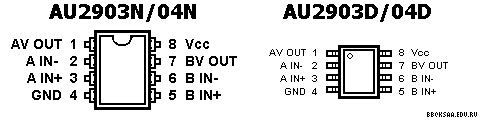 AU2903N/04N
AV OUT 1 8 Vcc
A IN- 2 7 BV OUT
A IN+ 3 6 B IN-
GND 4 5 B IN+
AU2903D/04D
AV OUT 1 8 Vcc
A IN- 2 7 BV OUT
A IN+ 3 6 B IN-
GND 4 5 B IN+